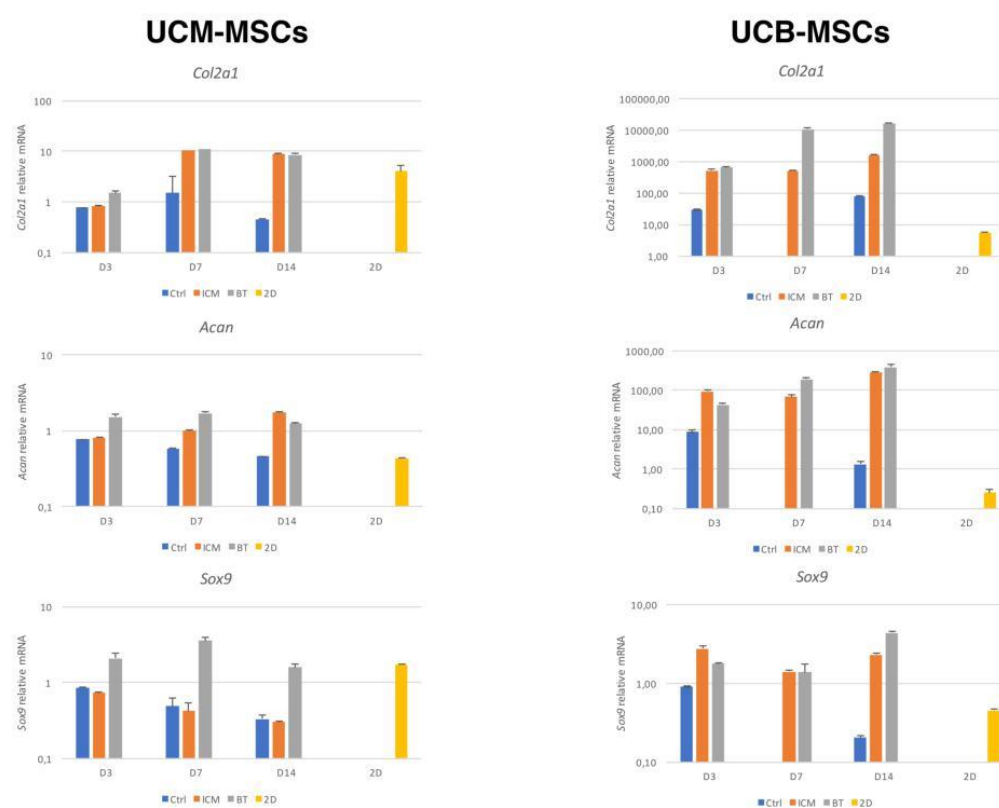 UCM-MSCs
Col2a1
Col2a1 relative mRNA
100
10
1
0,1
D3 D7 D14 2D
Ctrl ICM BT 2D
Acan
Acan relative mRNA
10
1
0,1
D3 D7 D14 2D
Ctrl ICM BT 2D
Sox9
Sox9 relative mRNA
10
1
0,1
D3 D7 D14 2D
Ctrl ICM BT 2D
UCB-MSCs
Col2a1
Col2a1 relative mRNA
100000,00
10000,00
1000,00
100,00
10,00
1,00
D3 D7 D14 2D
Ctrl ICM BT 2D
Acan
Acan relative mRNA
1000,00
100,00
10,00
1,00
0,10
D3 D7 D14 2D
Ctrl ICM BT 2D
Sox9
Sox9 relative mRNA
10,00
1,00
0,10
D3 D7 D14 2D
Ctrl ICM BT 2D